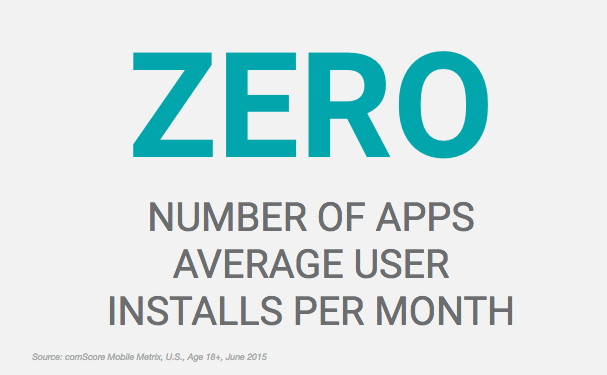 ZERO
NUMBER OF APPS
AVERAGE USER
INSTALLS PER MONTH
Source: comScore Mobile Metrix, U.S., Age 18+, June 2015